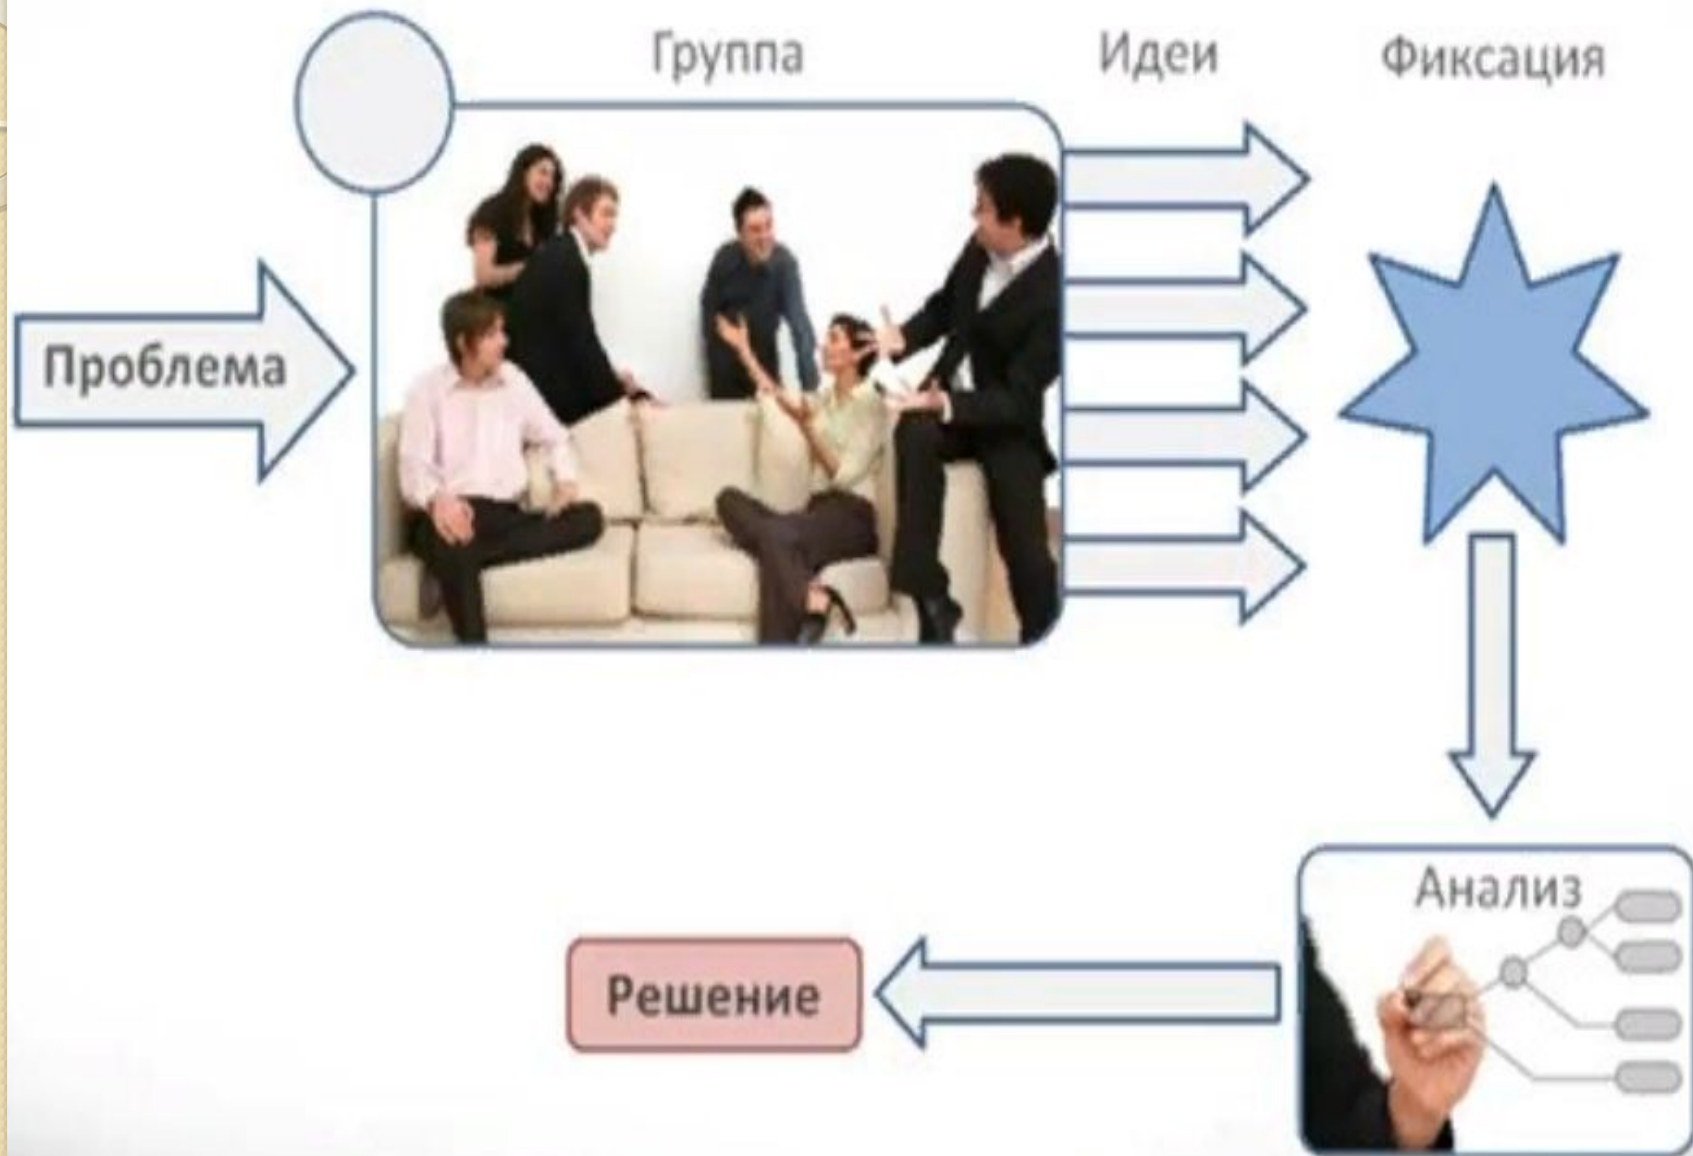 Группа
Идеи
Фиксация
Проблема
Анализ
Решение